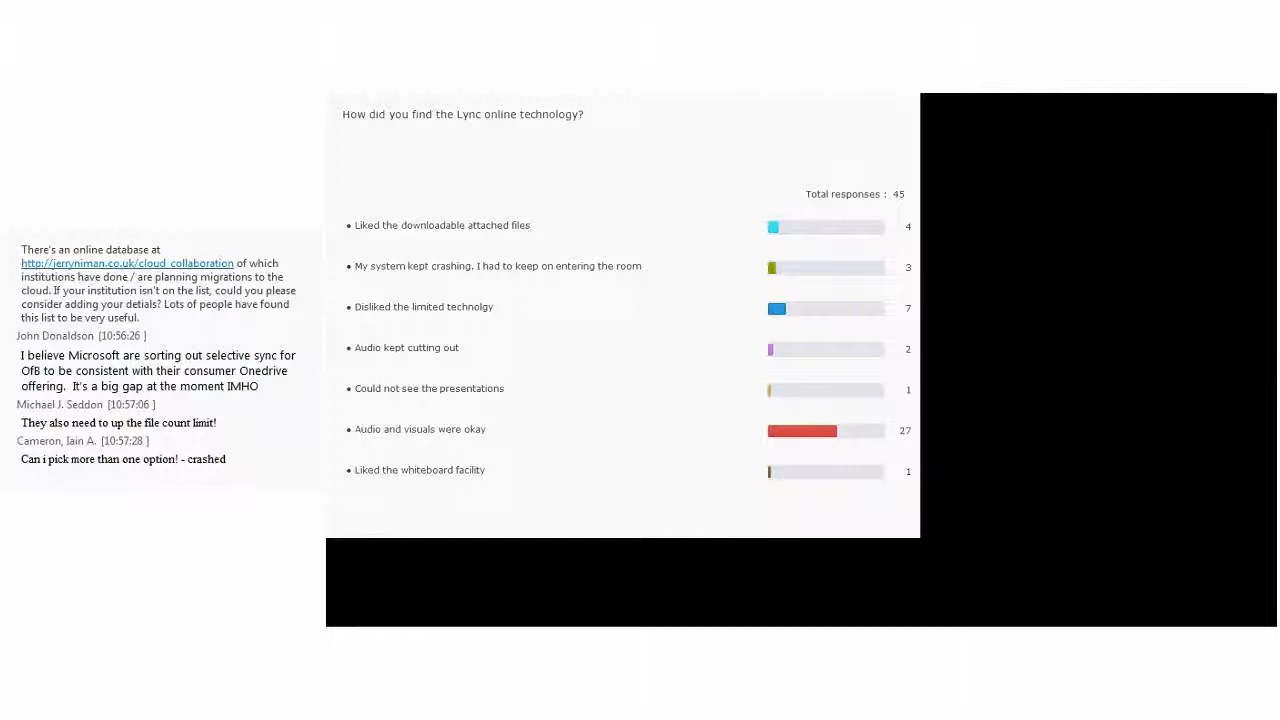 There's an online database at
http://jerryniman.co.uk/cloud_collaboration of which
institutions have done / are planning migrations to the
cloud. If your institution isn't on the list, could you please
consider adding your detials? Lots of people have found
this list to be very useful.
John Donaldson [10:56:26 ]
I believe Microsoft are sorting out selective sync for
OfB to be consistent with their consumer Onedrive
offering.  It's a big gap at the moment IMHO
Michael J. Seddon [10:57:06 ]
They also need to up the file count limit!
Cameron, Iain A. [10:57:28 ]
Can i pick more than one option! - crashed
How did you find the Lync online technology?
Total responses : 45
• Liked the downloadable attached files 4
• My system kept crashing. I had to keep on entering the room 3
• Disliked the limited technolgy 7
• Audio kept cutting out 2
• Could not see the presentations 1
• Audio and visuals were okay 27
• Liked the whiteboard facility 1